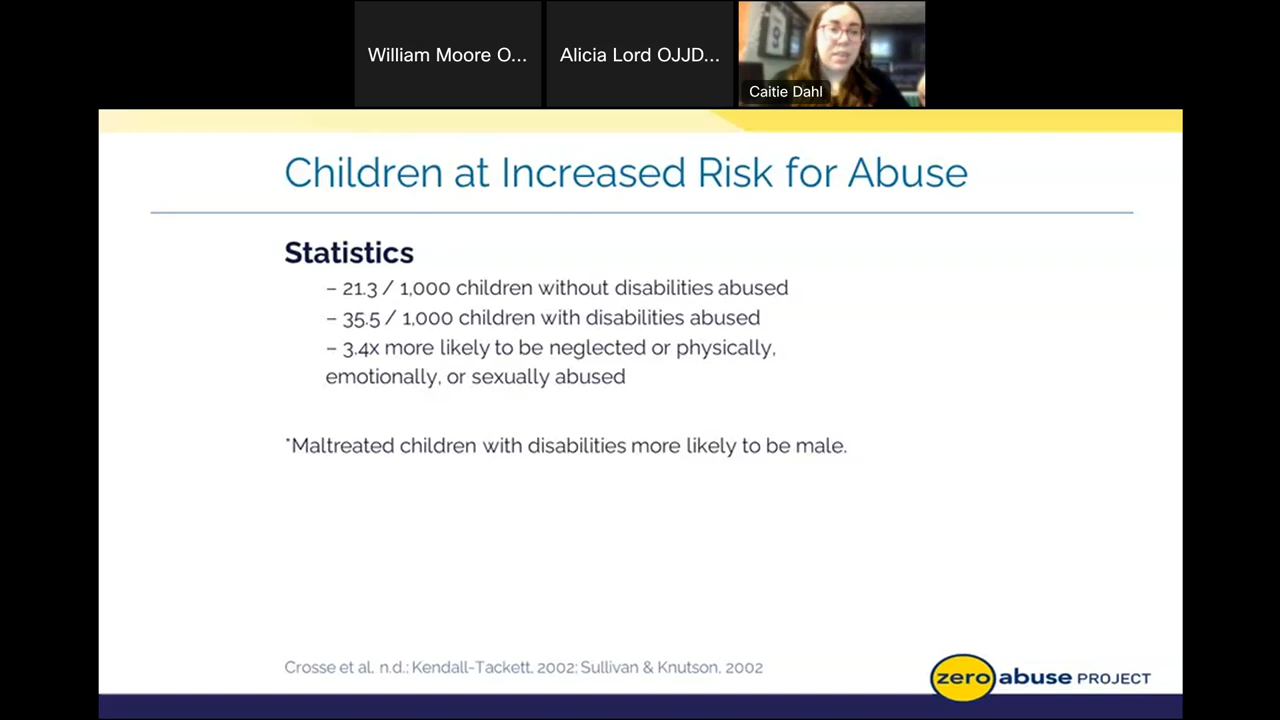 William Moore O...
Alicia Lord OJJD...
Caitie Dahl
Children at Increased Risk for Abuse
Statistics
– 21.3 / 1,000 children without disabilities abused
– 35.5 / 1,000 children with disabilities abused
– 3.4x more likely to be neglected or physically,
emotionally, or sexually abused
*Maltreated children with disabilities more likely to be male.
Crosse et al. n.d.; Kendall-Tackett, 2002; Sullivan & Knutson, 2002
zero abuse PROJECT